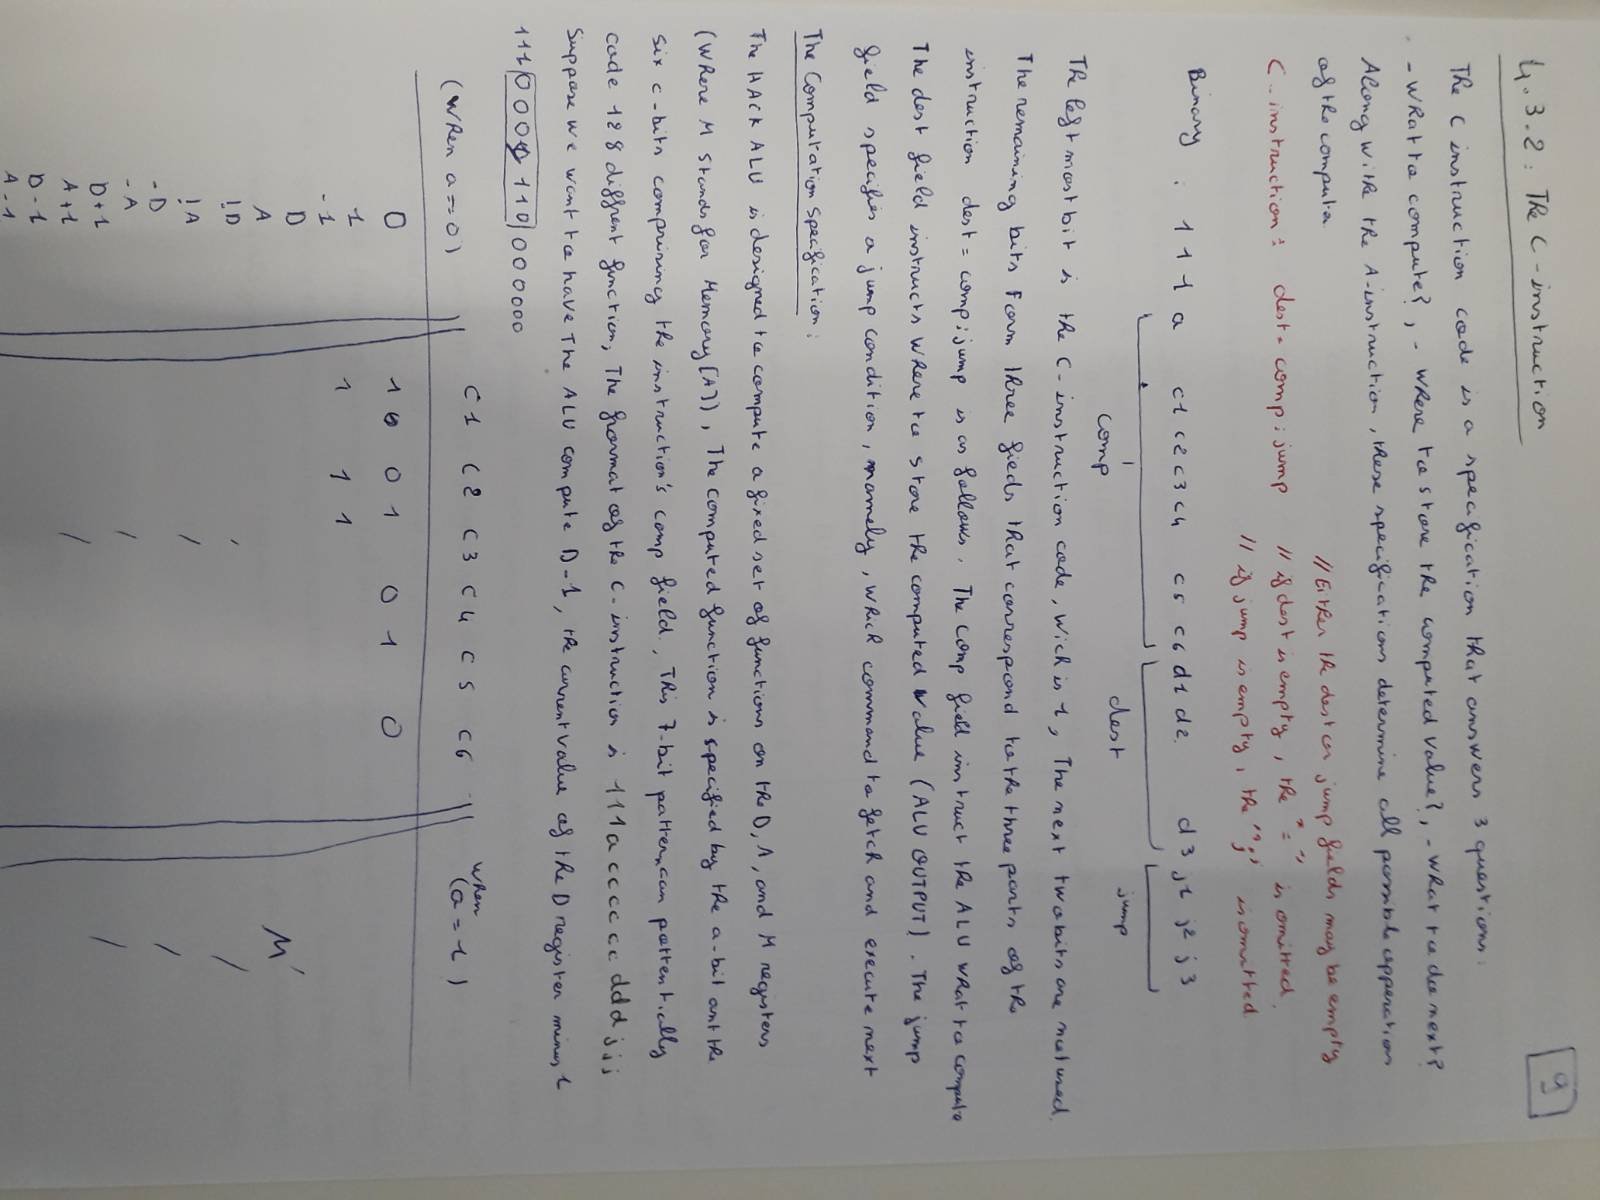 9
4.3.2: The C-instruction
The C instruction code is a specification that answers 3 questions:
- what to compute?, - where to store the computed value?, - what to do next?
Along with the A-instruction, these specifications determine all possible opperations
of the computer
//Either the dest or jump fields may be empty
C-instruction: dest = comp; jump //if dest is empty, the "=", is omitted.
// if jump is empty, the ";" is omitted
Binary : 1 1 1 a c1 c2 c3 c4 c5 c6 d1 d2 d3 j1 j2 j3
comp dest jump
The left most bit is the C-instruction code, wich is 1, The next two bits are not used.
The remaining bits form three fieds that correspond to the three parts of the
instruction dest = comp; jump is as follows. The comp field instruct the ALU what to compute
The dest field instructs where to store the computed value (ALU OUTPUT). The jump
field specifies a jump condition, namely, which command to fetch and execute next
The Computation specification:
The HACK ALU is designed to compute a fixed set of functions on the D, A, and M registers
(where M stands for Memory[A]), The computed function is specified by the a-bit ant the
six c-bits comprising the instruction's comp field. This 7-bit pattern can pottentically
code 128 diffrent function, The format of the C-instruction is 111a cccc cc ddd jjj
Suppose we want to have The ALU compute D-1, the current value of the D register minus 1
111 0001110 000000
(when a==0) c1 c2 c3 c4 c5 c6 when (a=1)
0 1 0 1 0 1 0
1 1 1 1
-1
D
A M
!D
!A
-D
-A
D+1
A+1
D-1
A-1